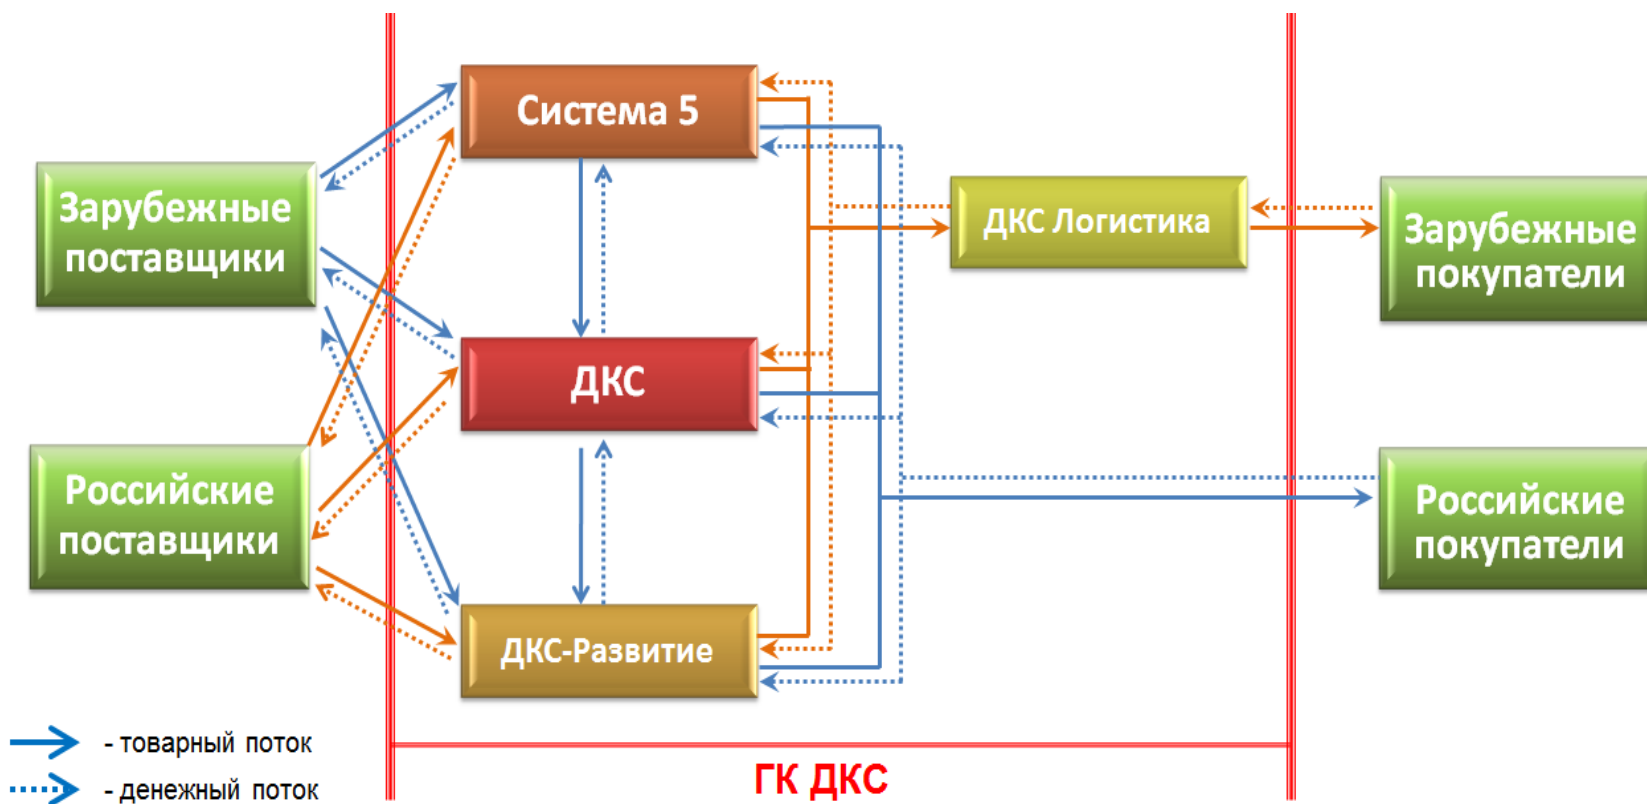 Система 5
Зарубежные
поставщики
ДКС Логистика
Зарубежные
покупатели
ДКС
Российские
поставщики
Российские
покупатели
ДКС-Развитие
- товарный поток
- денежный поток
ГК ДКС